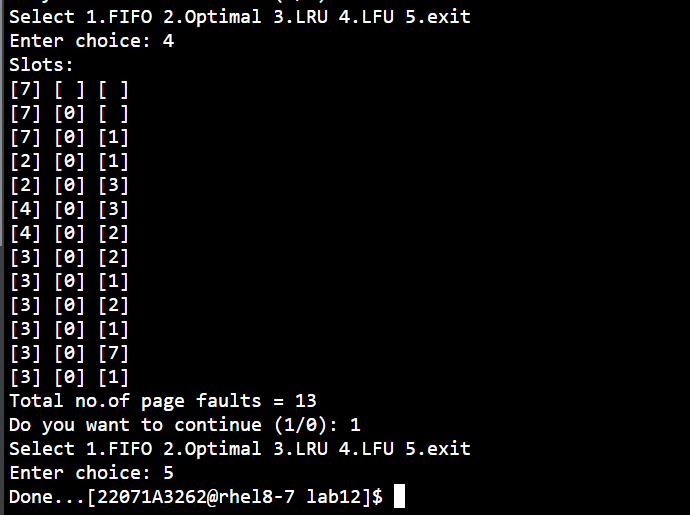 Select 1.FIFO 2.Optimal 3.LRU 4.LFU 5.exit
Enter choice: 4
Slots:
[7] [ ] [ ]
[7] [0] [ ]
[7] [0] [1]
[2] [0] [1]
[2] [0] [3]
[4] [0] [3]
[4] [0] [2]
[3] [0] [2]
[3] [0] [1]
[3] [0] [2]
[3] [0] [1]
[3] [0] [7]
[3] [0] [1]
Total no.of page faults = 13
Do you want to continue (1/0): 1
Select 1.FIFO 2.Optimal 3.LRU 4.LFU 5.exit
Enter choice: 5
Done...[22071A3262@rhel8-7 lab12]$